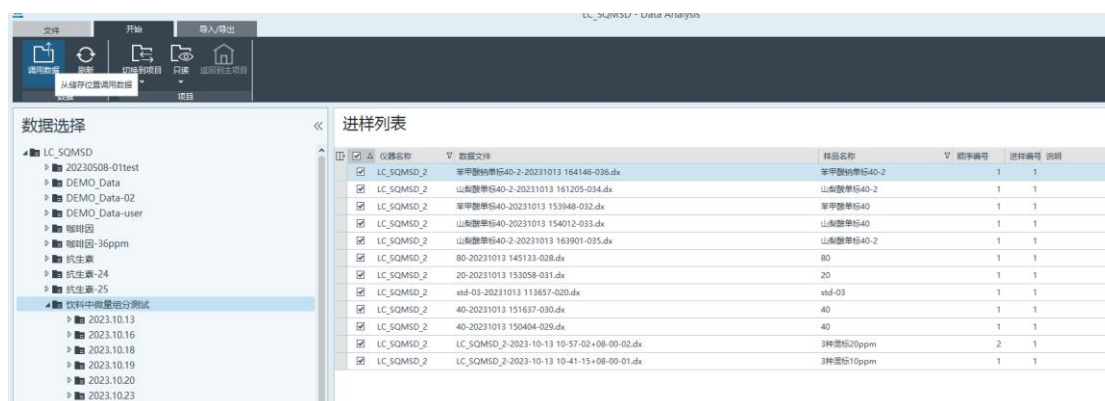 LC_SQMSD - Data Analysis
文件 开始 导入/导出
调用数据 刷新 切换到项目 只读 返回到主项目
从储存位置调用数据
数据 项目
数据选择
LC_SQMSD
20230508-01test
DEMO_Data
DEMO_Data-02
DEMO_Data-user
咖啡因
咖啡因-36ppm
抗生素
抗生素-24
抗生素-25
饮料中微量组分测试
2023.10.13
2023.10.16
2023.10.18
2023.10.19
2023.10.20
2023.10.23
进样列表
仪器名称 数据文件 样品名称 顺序编号 进样编号 说明
LC_SQMSD_2 苯甲酸钠单标40-2-20231013 164146-036.dx 苯甲酸钠单标40-2 1 1
LC_SQMSD_2 山梨酸单标40-2-20231013 161205-034.dx 山梨酸单标40-2 1 1
LC_SQMSD_2 苯甲酸单标40-20231013 153948-032.dx 苯甲酸单标40 1 1
LC_SQMSD_2 山梨酸单标40-20231013 154012-033.dx 山梨酸单标40 1 1
LC_SQMSD_2 山梨酸单标40-2-20231013 163901-035.dx 山梨酸单标40-2 1 1
LC_SQMSD_2 80-20231013 145133-028.dx 80 1 1
LC_SQMSD_2 20-20231013 153058-031.dx 20 1 1
LC_SQMSD_2 std-03-20231013 113657-020.dx std-03 1 1
LC_SQMSD_2 40-20231013 151637-030.dx 40 1 1
LC_SQMSD_2 40-20231013 150404-029.dx 40 1 1
LC_SQMSD_2 LC_SQMSD_2-2023-10-13 10-57-02+08-00-02.dx 3种混标20ppm 2 1
LC_SQMSD_2 LC_SQMSD_2-2023-10-13 10-41-15+08-00-01.dx 3种混标10ppm 1 1